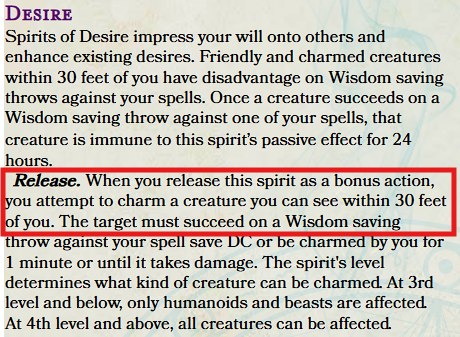 DESIRE
Spirits of Desire impress your will onto others and
enhance existing desires. Friendly and charmed creatures
within 30 feet of you have disadvantage on Wisdom saving
throws against your spells. Once a creature succeeds on a
Wisdom saving throw against one of your spells, that
creature is immune to this spirit's passive effect for 24
hours.
Release. When you release this spirit as a bonus action,
you attempt to charm a creature you can see within 30 feet
of you. The target must succeed on a Wisdom saving
throw against your spell save DC or be charmed by you for
1 minute or until it takes damage. The spirit's level
determines what kind of creature can be charmed. At 3rd
level and below, only humanoids and beasts are affected.
At 4th level and above, all creatures can be affected.